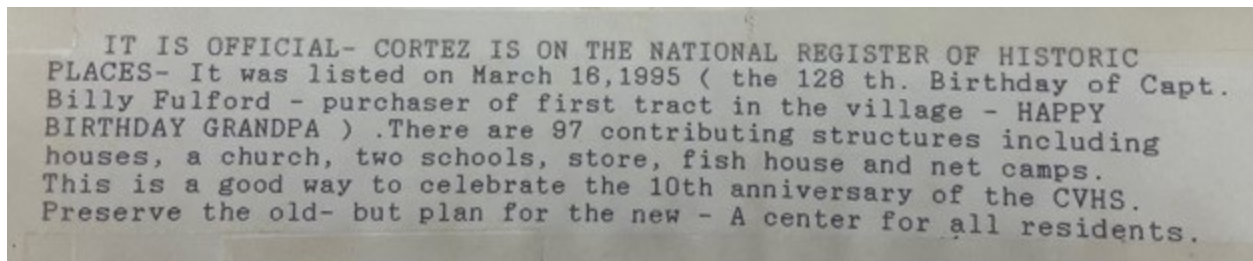 IT IS OFFICIAL- CORTEZ IS ON THE NATIONAL REGISTER OF HISTORIC
PLACES- It was listed on March 16,1995 ( the 128 th. Birthday of Capt.
Billy Fulford - purchaser of first tract in the village - HAPPY
BIRTHDAY GRANDPA ) .There are 97 contributing structures including
houses, a church, two schools, store, fish house and net camps.
This is a good way to celebrate the 10th anniversary of the CVHS.
Preserve the old- but plan for the new - A center for all residents.